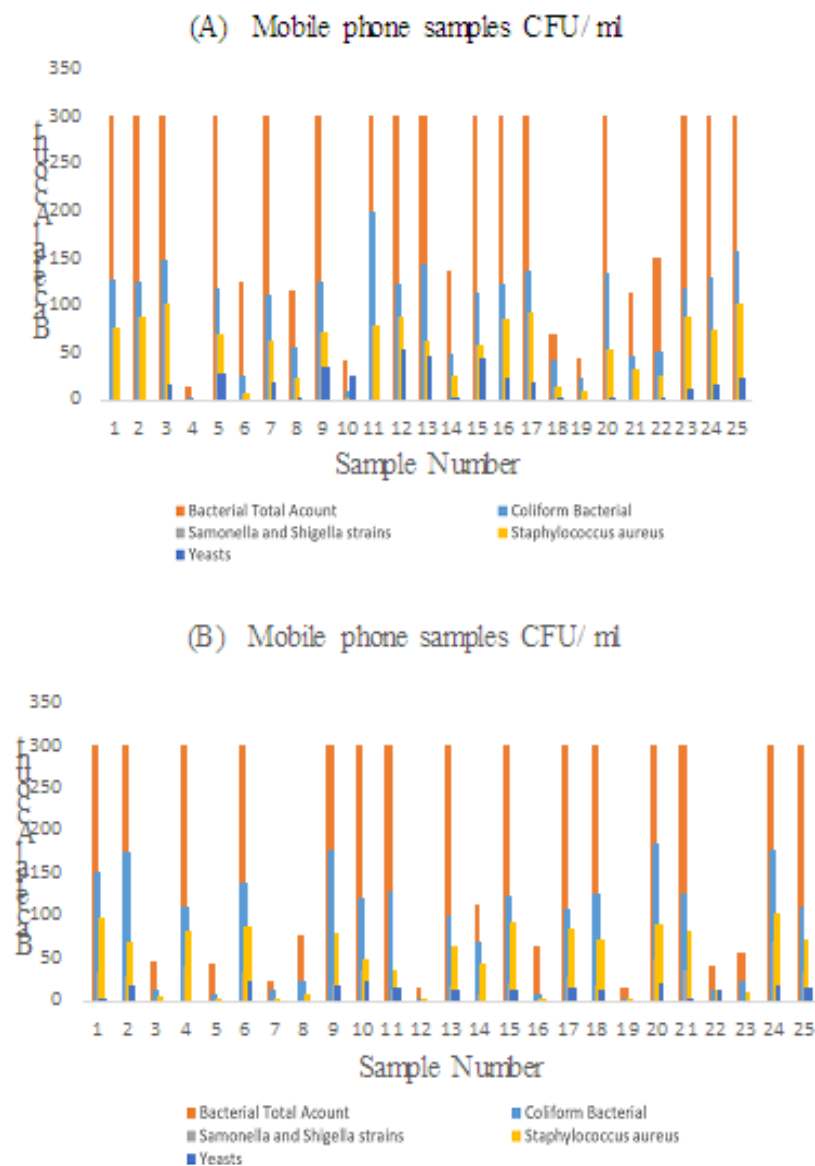 (A) Mobile phone samples CFU/ ml
350
300
250
200
150
100
50
0
Bacterial Account
1 2 3 4 5 6 7 8 9 10 11 12 13 14 15 16 17 18 19 20 21 22 23 24 25
Sample Number
Bacterial Total Acount
Coliform Bacterial
Samonella and Shigella strains
Staphylococcus aureus
Yeasts
(B) Mobile phone samples CFU/ ml
350
300
250
200
150
100
50
0
Bacterial Account
1 2 3 4 5 6 7 8 9 10 11 12 13 14 15 16 17 18 19 20 21 22 23 24 25
Sample Number
Bacterial Total Acount
Coliform Bacterial
Samonella and Shigella strains
Staphylococcus aureus
Yeasts